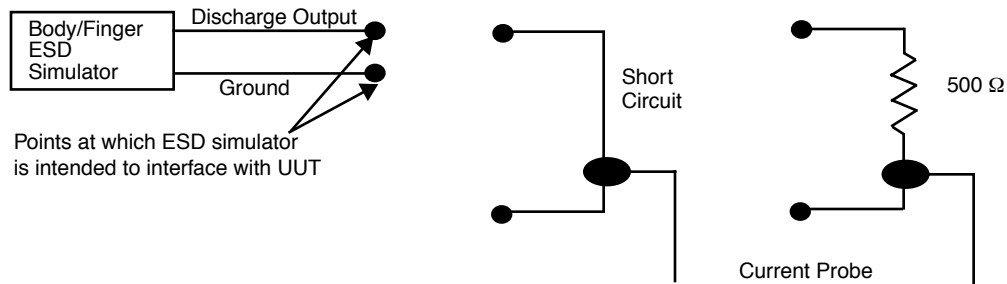 Body/Finger
ESD
Simulator
Discharge Output
Ground
Points at which ESD simulator
is intended to interface with UUT
Short
Circuit
500 Ω
Current Probe